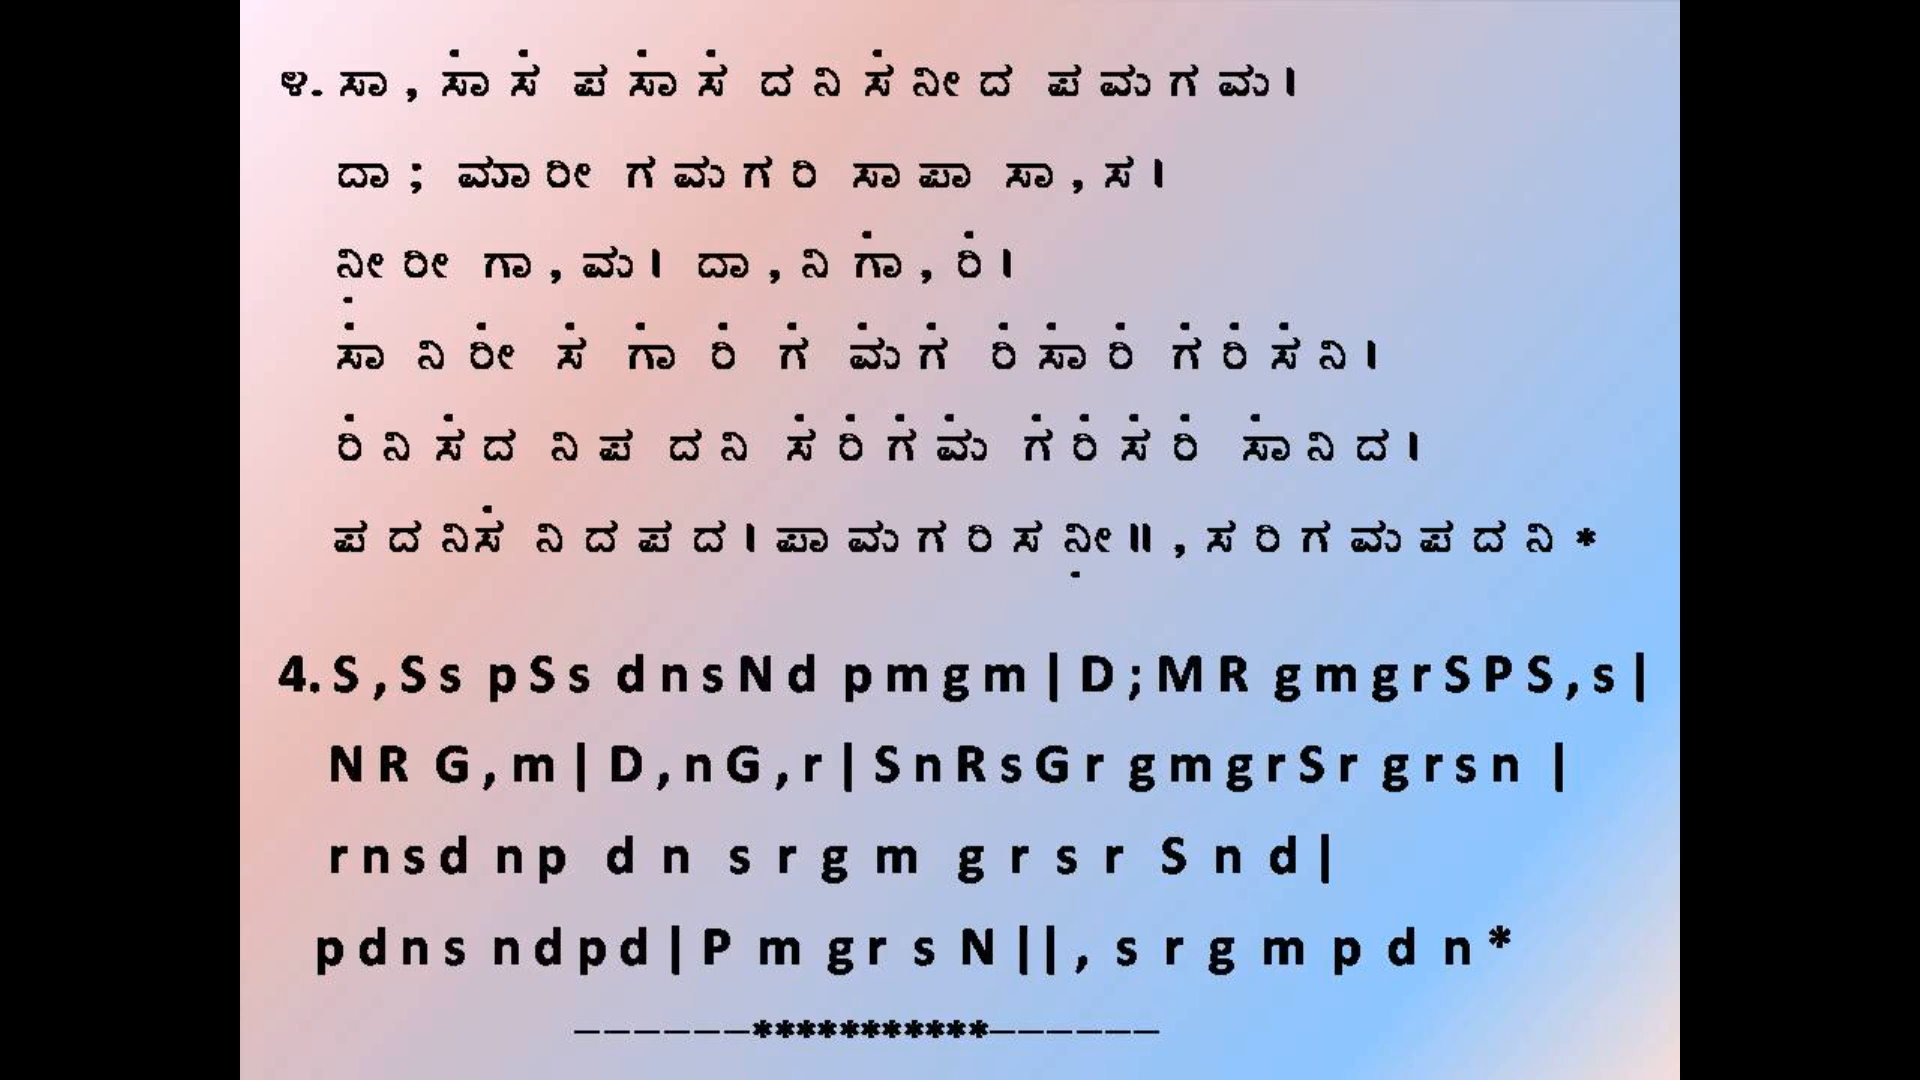 ೪. ಸಾ , ಸಾ̇ ಸ̇ ಪ ಸಾ̇ ಸ̇ ದ ನಿ ಸ̇ ನೀ ದ ಪ ಮ ಗ ಮ ।
ದಾ ; ಮಾ ರೀ ಗ ಮ ಗ ರಿ ಸಾ ಪಾ ಸಾ , ಸ ।
ನೀ̣ ರೀ ಗಾ , ಮ । ದಾ , ನಿ ಗಾ̇ , ರಿ̇ ।
ಸಾ̇ ನಿ ರೀ̇ ಸ̇ ಗಾ̇ ರಿ̇ ಗ̇ ಮ̇ ಗ̇ ರಿ̇ ಸಾ̇ ರಿ̇ ಗ̇ ರಿ̇ ಸ̇ ನಿ ।
ರಿ̇ ನಿ ಸ̇ ದ ನಿ ಪ ದ ನಿ ಸ̇ ರಿ̇ ಗ̇ ಮ̇ ಗ̇ ರಿ̇ ಸ̇ ರಿ̇ ಸಾ̇ ನಿ ದ ।
ಪ ದ ನಿ ಸ̇ ನಿ ದ ಪ ದ । ಪಾ ಮ ಗ ರಿ ಸ ನೀ̣ ॥ , ಸ ರಿ ಗ ಮ ಪ ದ ನಿ *
4. S , S s p S s d n s N d p m g m | D ; M R g m g r S P S , s |
N R G , m | D , n G , r | S n R s G r g m g r S r g r s n |
r n s d n p d n s r g m g r s r S n d |
p d n s n d p d | P m g r s N || , s r g m p d n *
——————***********——————